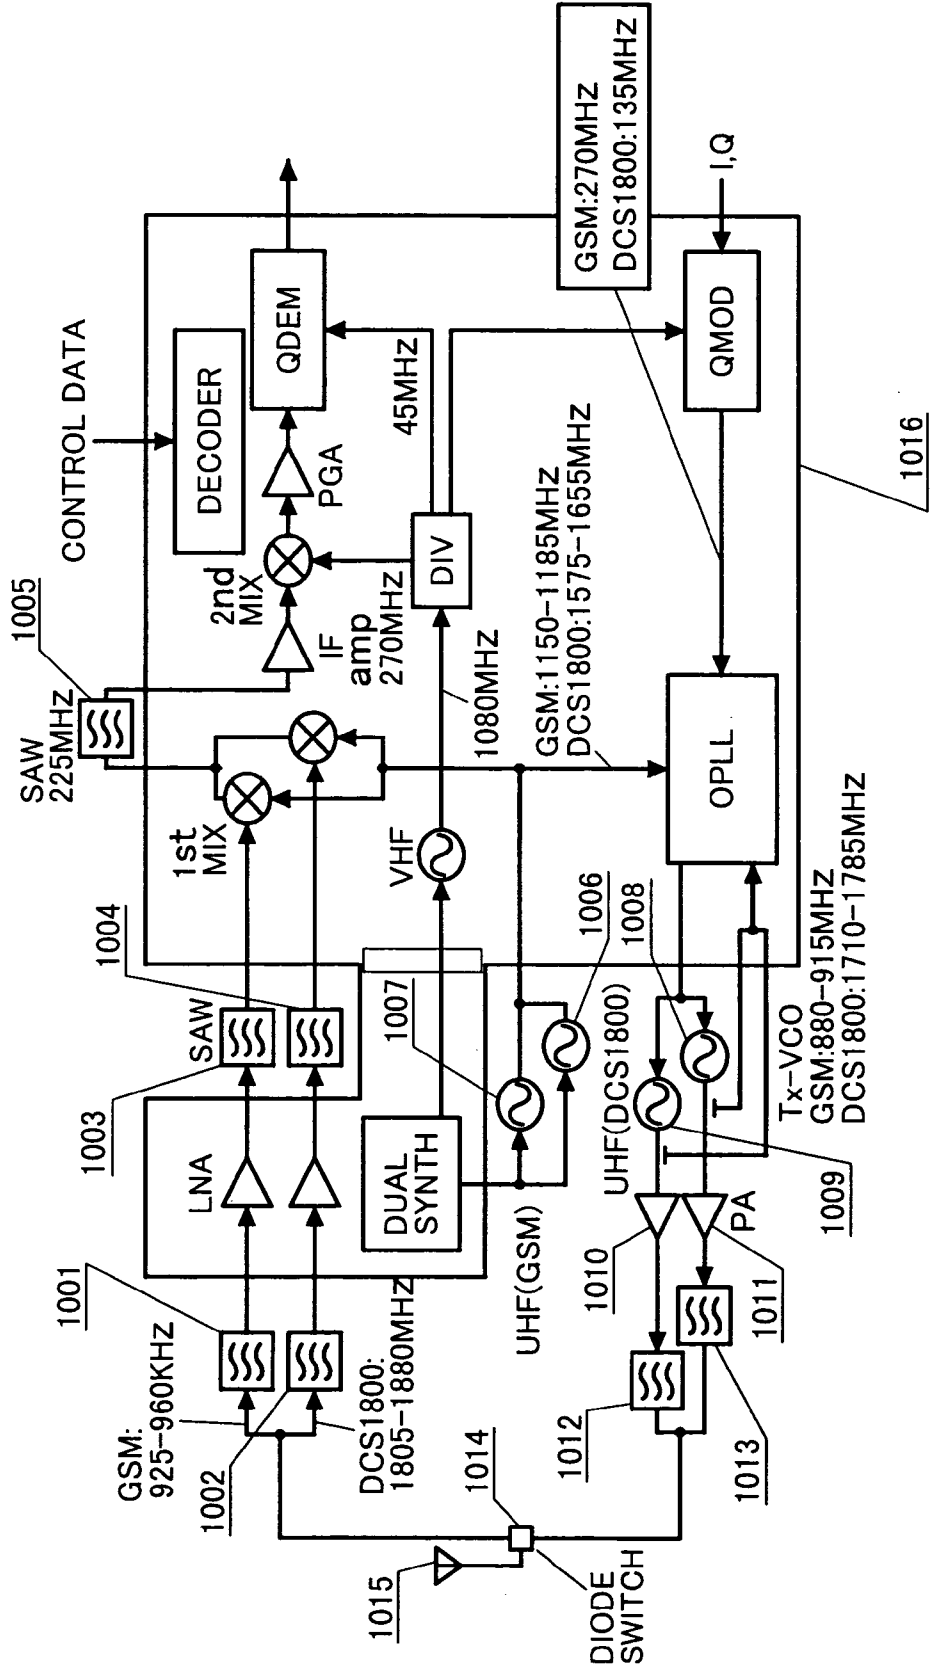 CONTROL DATA
1005
SAW
225MHZ
DECODER
QDEM
PGA
2nd
MIX
IF
amp
270MHZ
45MHZ
DIV
1080MHZ
1st
MIX
VHF
GSM:270MHZ
DCS1800:135MHZ
I,Q
QMOD
GSM:1150-1185MHZ
DCS1800:1575-1655MHZ
OPLL
1016
1004
SAW
1003
LNA
1001
GSM:
925-960KHZ
1002
DCS1800:
1805-1880MHZ
DUAL
SYNTH
1007
1006
1008
UHF(GSM)
UHF(DCS1800)
Tx-VCO
GSM:880-915MHZ
DCS1800:1710-1785MHZ
1009
PA
1010
1011
1012
1013
1014
1015
DIODE
SWITCH